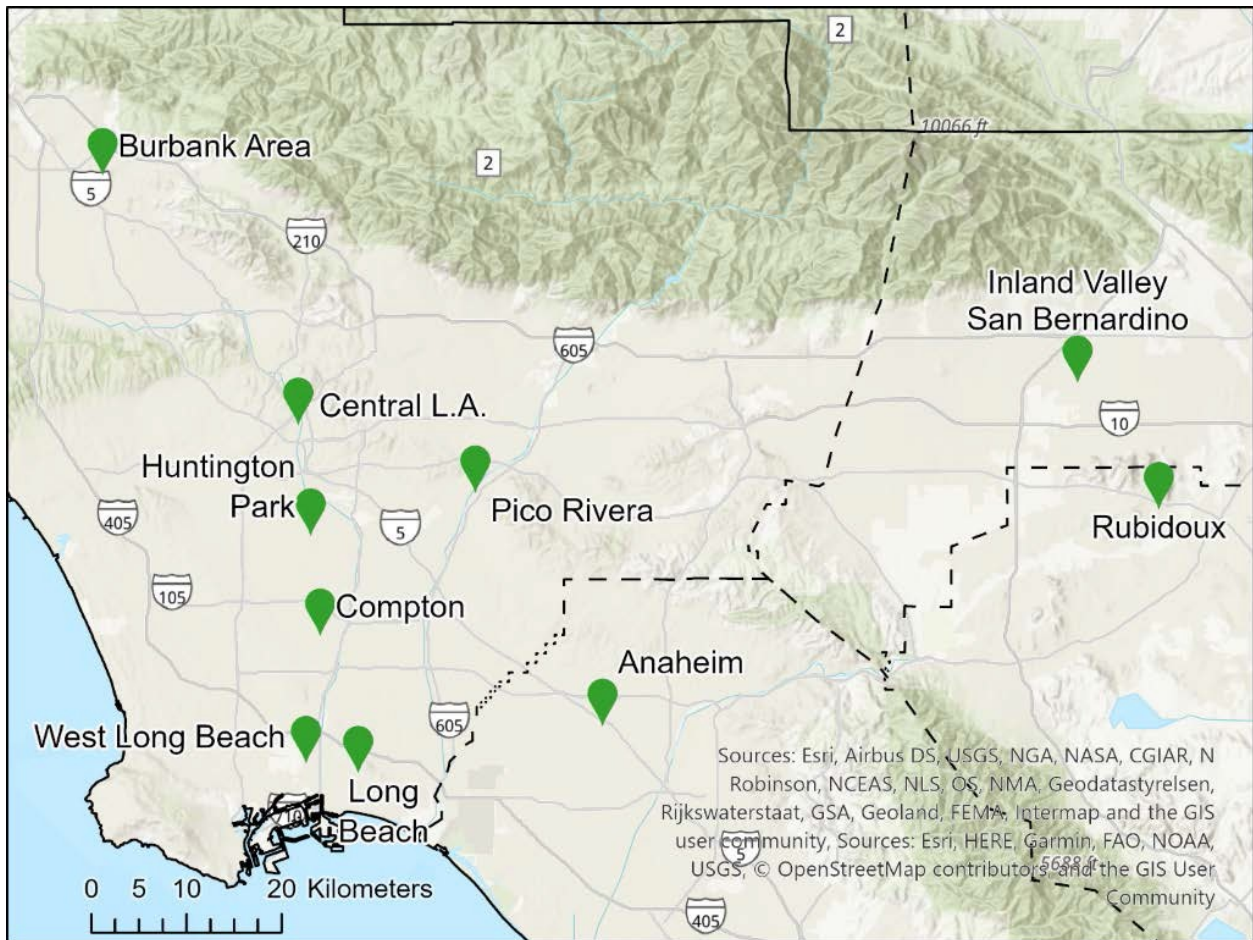 2
10066 ft
Burbank Area
2
5
210
Inland Valley
San Bernardino
605
Central L.A.
10
Huntington
Park
Pico Rivera
405
5
Rubidoux
105
Compton
Anaheim
605
West Long Beach
Long
Beach
710
0 5 10 20 Kilometers
Sources: Esri, Airbus DS, USGS, NGA, NASA, CGIAR, N
Robinson, NCEAS, NLS, OS, NMA, Geodatastyrelsen,
Rijkswaterstaat, GSA, Geoland, FEMA, Intermap and the GIS
user community, Sources: Esri, HERE, Garmin, FAO, NOAA,
USGS, © OpenStreetMap contributors, and the GIS User
Community
5
5688 ft
405